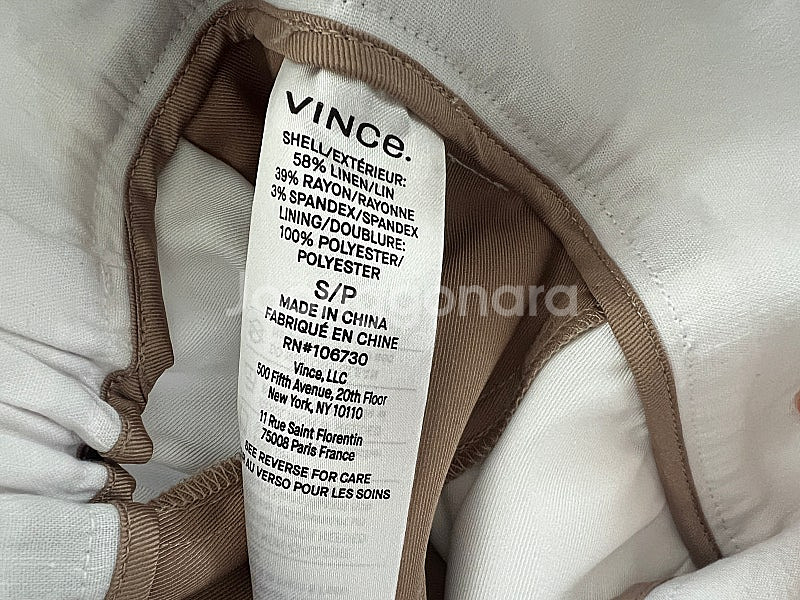 VINCe.
SHELL/EXTÉRIEUR:
58% LINEN/LIN
39% RAYON/RAYONNE
3% SPANDEX/SPANDEX
LINING/DOUBLURE:
100% POLYESTER/
POLYESTER
S/P
MADE IN CHINA
FABRIQUÉ EN CHINE
RN#106730
Vince, LLC
500 Fifth Avenue, 20th Floor
New York, NY 10110
11 Rue Saint Florentin
75008 Paris France
SEE REVERSE FOR CARE
AU VERSO POUR LES SOINS